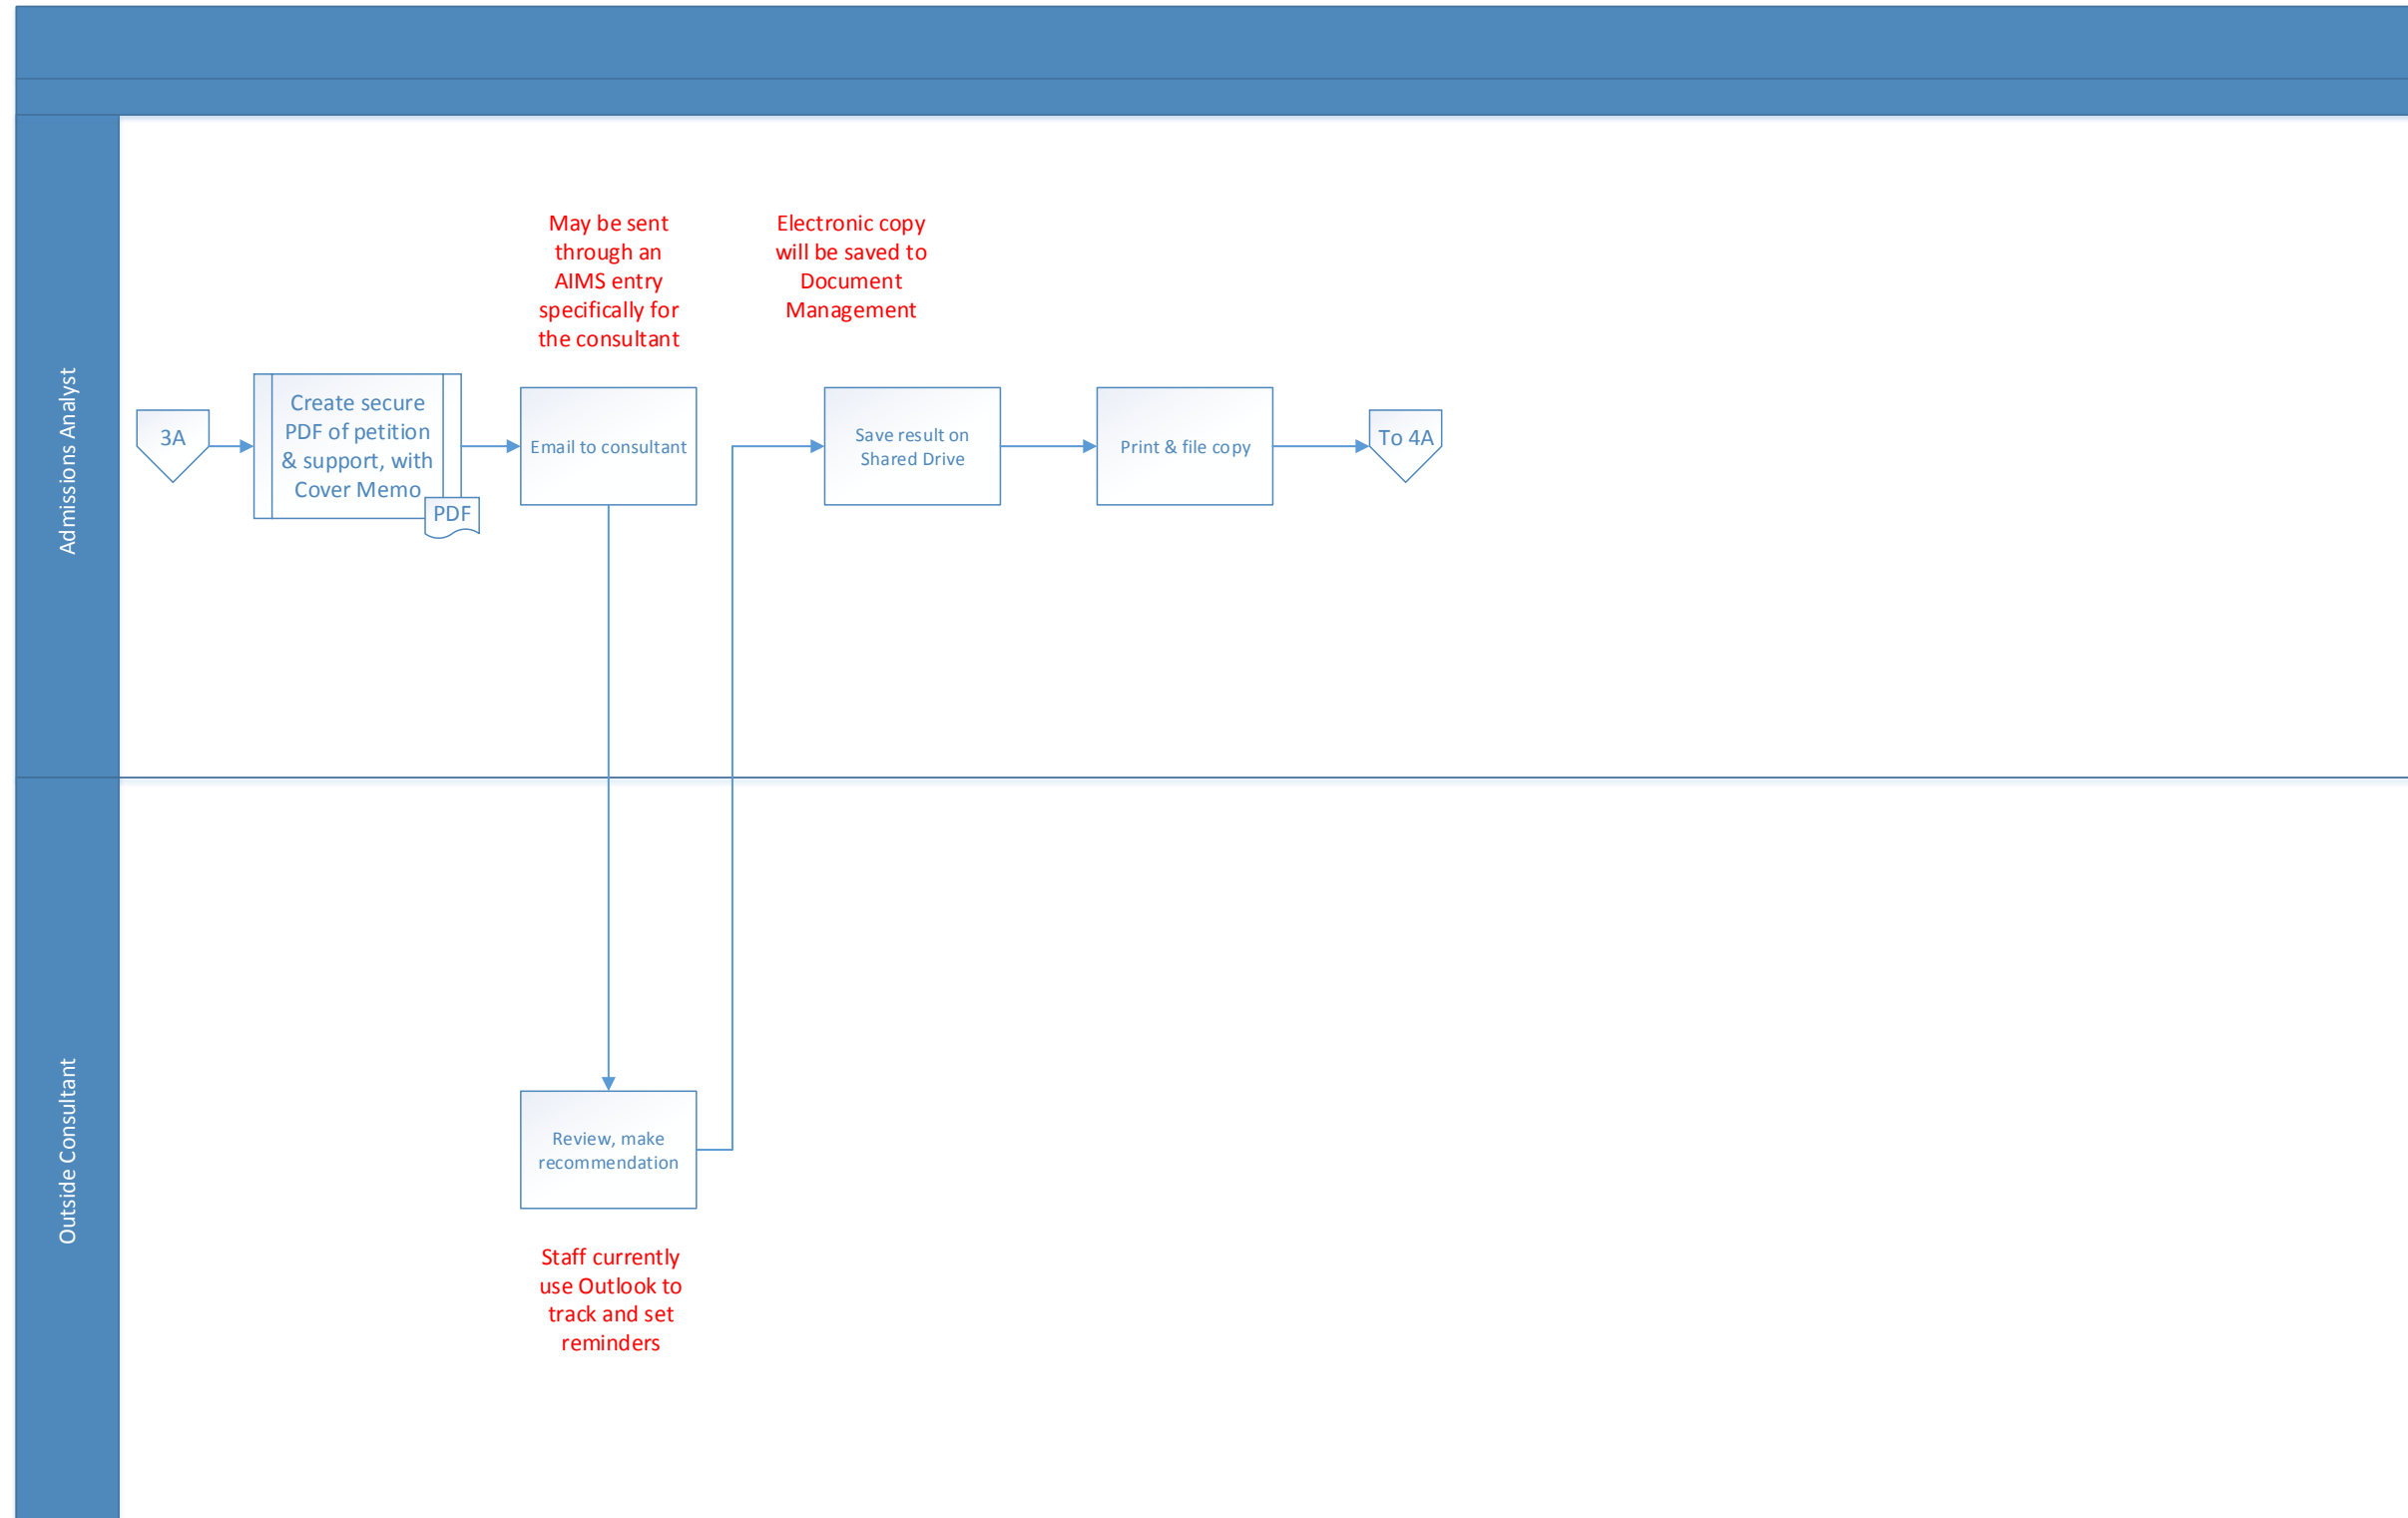 Admissions Analyst
May be sent
through an
AIMS entry
specifically for
the consultant
Electronic copy
will be saved to
Document
Management
3A
Create secure
PDF of petition
& support, with
Cover Memo
PDF
Email to consultant
Save result on
Shared Drive
Print & file copy
To 4A
Outside Consultant
Review, make
recommendation
Staff currently
use Outlook to
track and set
reminders